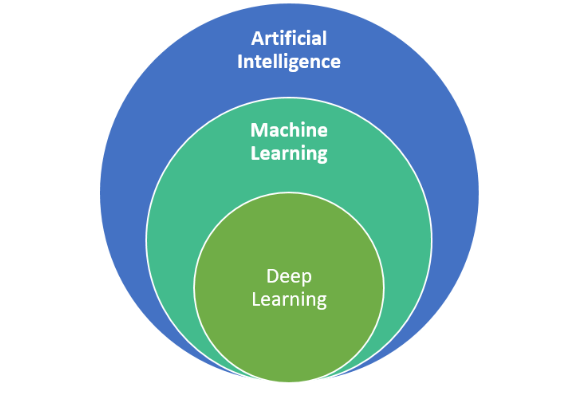 Artificial
Intelligence
Machine
Learning
Deep
Learning